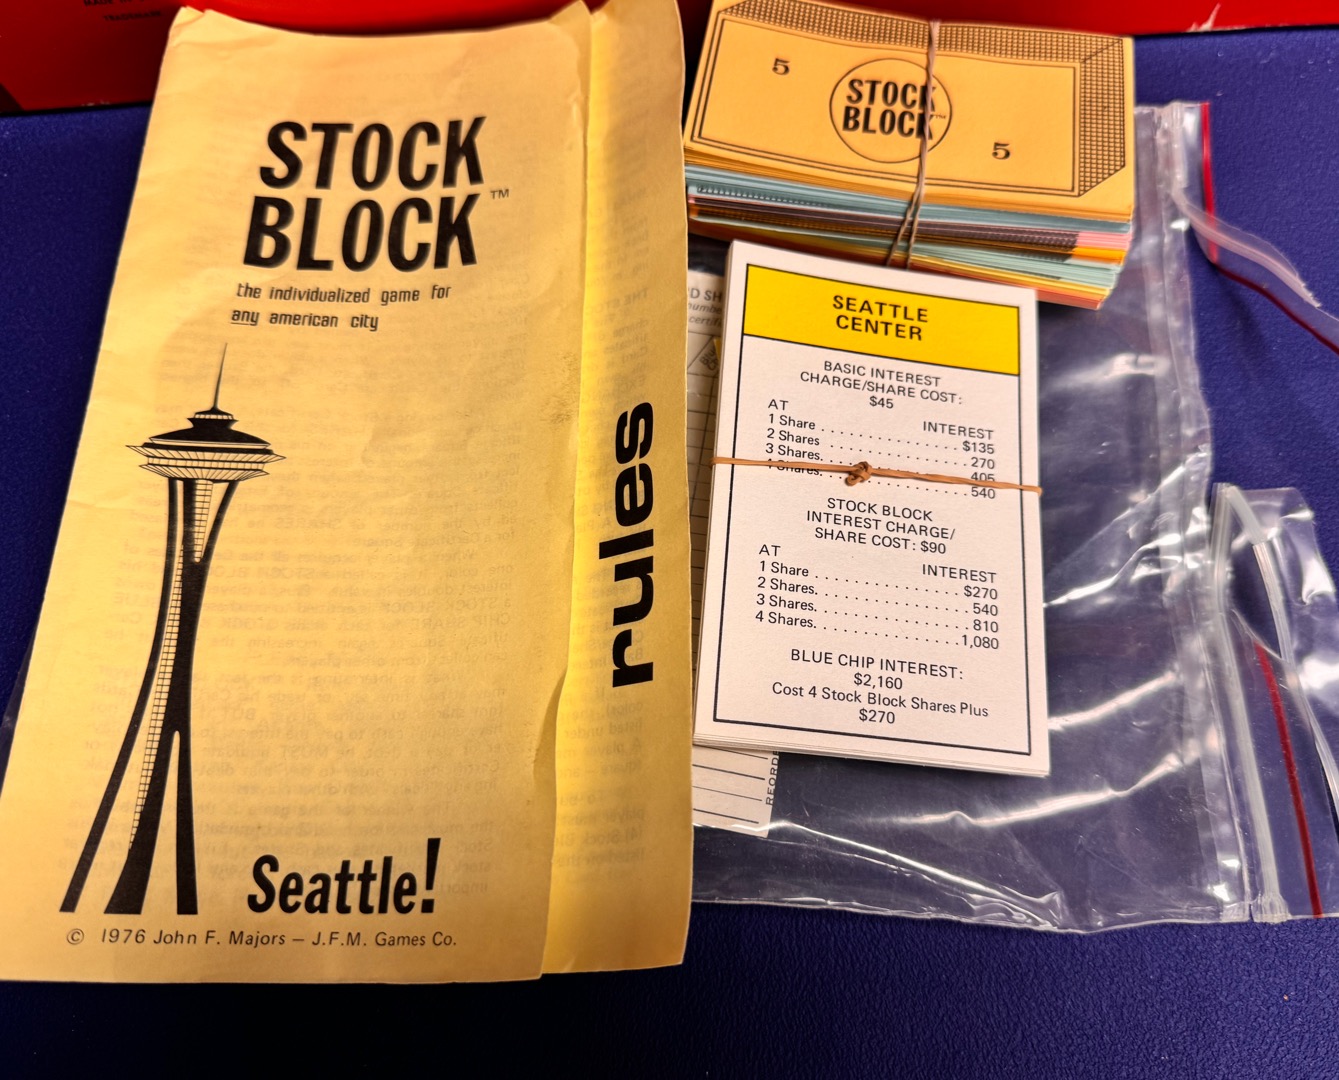 STOCK
BLOCK™
the individualized game for
any american city
Seattle!
© 1976 John F. Majors — J.F.M. Games Co.
rules
5
STOCK
BLOCK™
5
SEATTLE
CENTER
BASIC INTEREST
CHARGE/SHARE COST:
$45
AT INTEREST
1 Share . . . . . . . . . . . . . . . $135
2 Shares . . . . . . . . . . . . . . . 270
3 Shares. . . . . . . . . . . . . . . . 405
Shares. . . . . . . . . . . . . . . . 540
STOCK BLOCK
INTEREST CHARGE/
SHARE COST: $90
AT INTEREST
1 Share . . . . . . . . . . . . . . . $270
2 Shares. . . . . . . . . . . . . . . . 540
3 Shares. . . . . . . . . . . . . . . . 810
4 Shares. . . . . . . . . . . . . . .1,080
BLUE CHIP INTEREST:
$2,160
Cost 4 Stock Block Shares Plus
$270
REORD